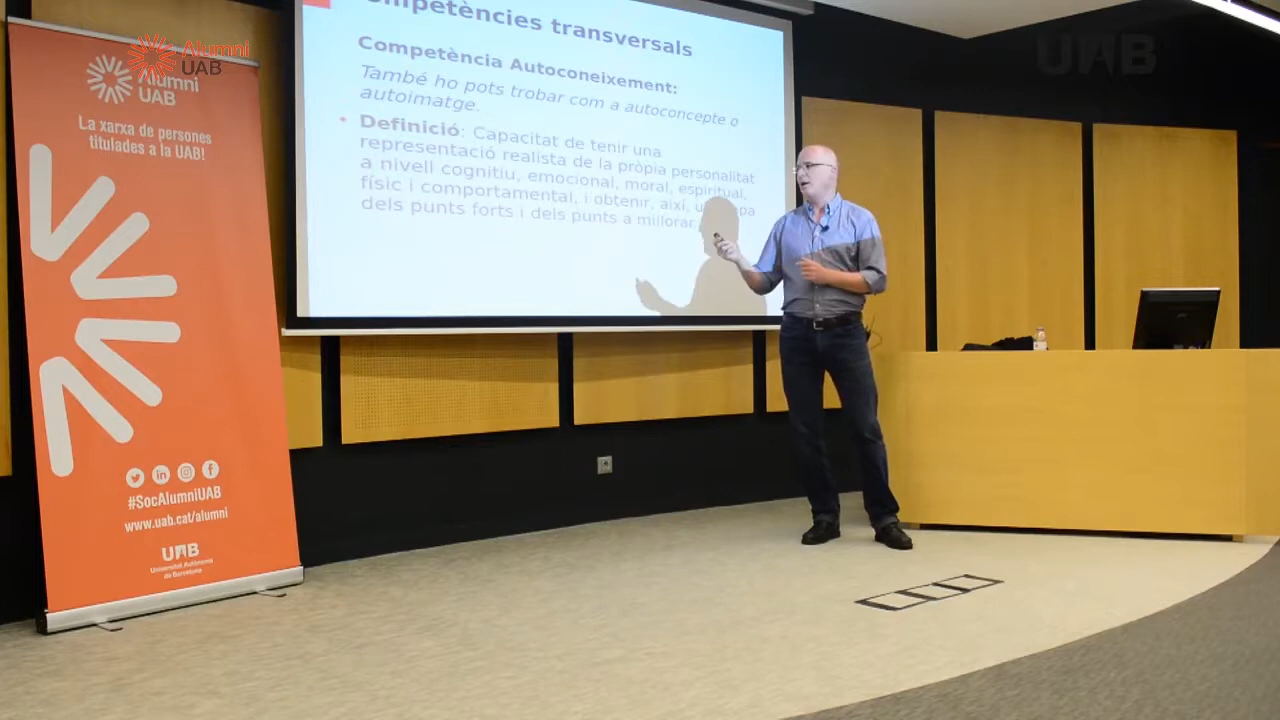 Alumni
UAB
Alumni
UAB
La xarxa de persones
titulades a la UAB!
#SocAlumniUAB
www.uab.cat/alumni
UAB
Universitat Autònoma
de Barcelona
Competències transversals
Competència Autoconeixement:
També ho pots trobar com a autoconcepte o
autoimatge.
• Definició: Capacitat de tenir una
representació realista de la pròpia personalitat
a nivell cognitiu, emocional, moral, espiritual,
físic i comportamental, i obtenir, així,
dels punts forts i dels punts a millorar.
UAB